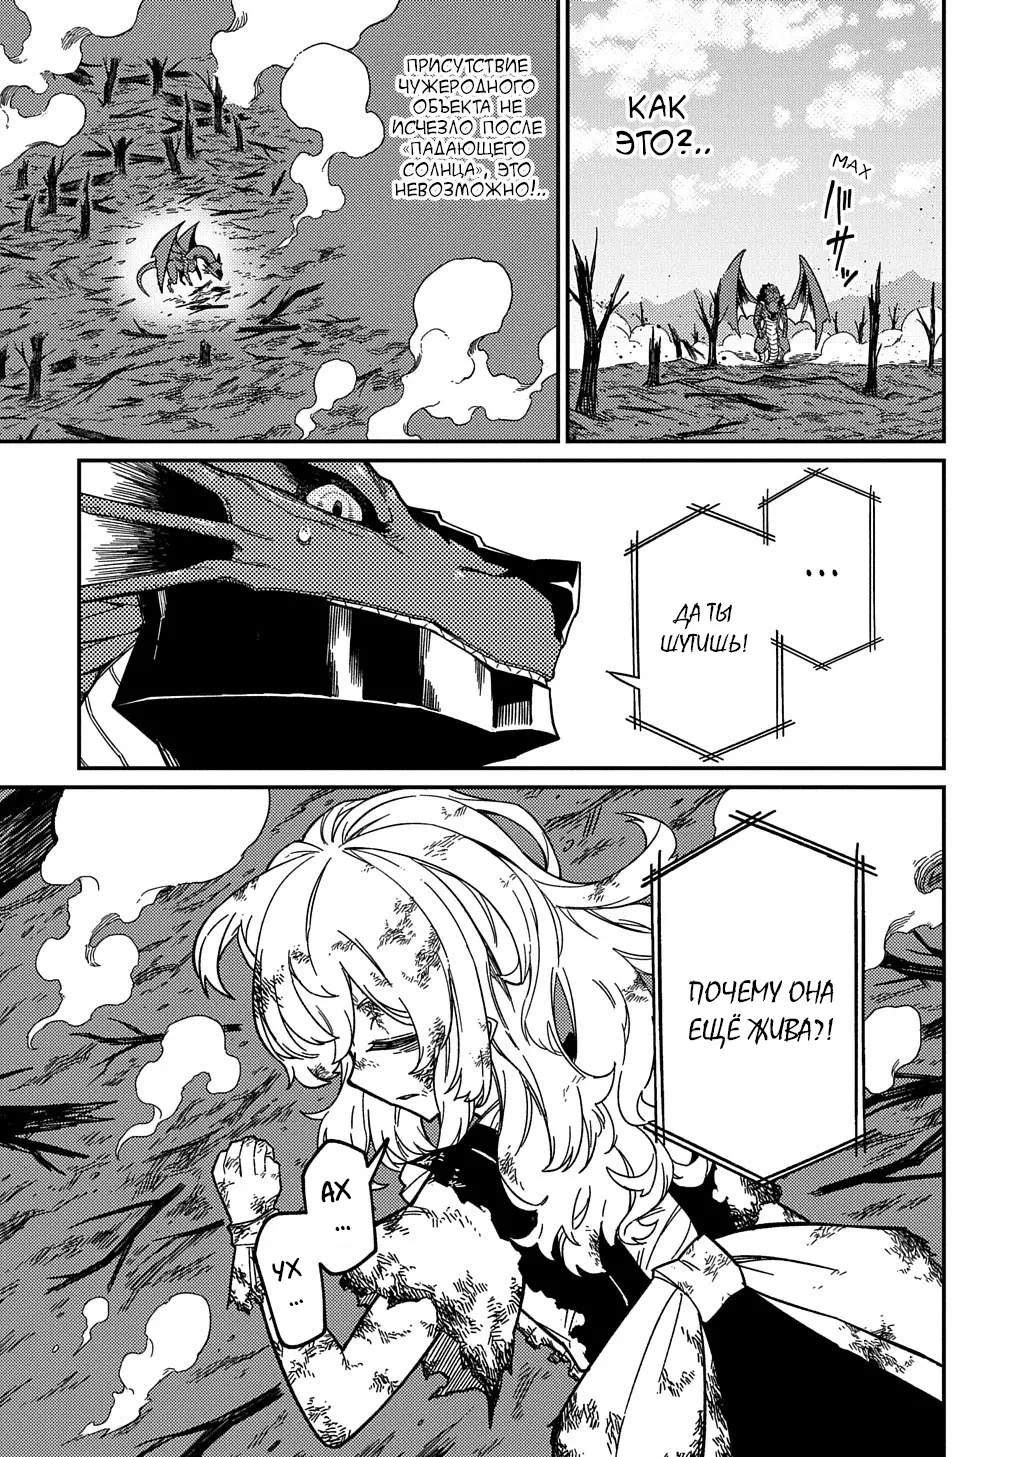 КАК
ЭТО?..
МАХ
バサッ
ПРИСУТСТВИЕ
ЧУЖЕРОДНОГО
ОБЪЕКТА НЕ
ИСЧЕЗЛО ПОСЛЕ
«ПАДАЮЩЕГО
СОЛНЦА», ЭТО
НЕВОЗМОЖНО!..
...
ДА ТЫ
ШУТИШЬ!
ПОЧЕМУ ОНА
ЕЩЁ ЖИВА?!
АХ
...
УХ
...